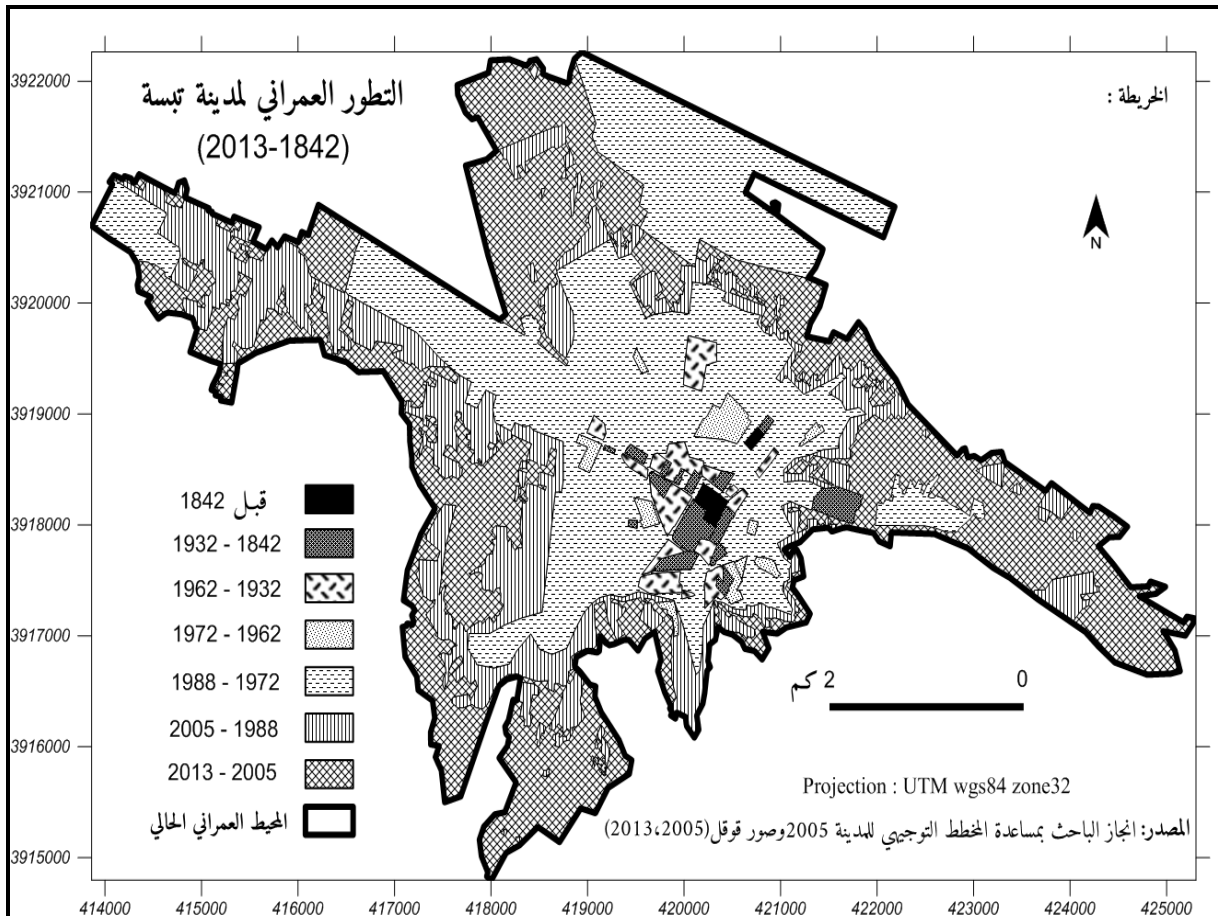 التطور العمراني لمدينة تبسة
(2013-1842)
الخريطة :
N
قبل 1842
1932 - 1842
1962 - 1932
1972 - 1962
1988 - 1972
2005 - 1988
2013 - 2005
المحيط العمراني الحالي
2 كم
0
Projection : UTM wgs84 zone32
المصدر: انجاز الباحث بمساعدة المخطط التوجيهي للمدينة 2005 وصور قوقل(2005،2013)
3922000
3921000
3920000
3919000
3918000
3917000
3916000
3915000
414000 415000 416000 417000 418000 419000 420000 421000 422000 423000 424000 425000